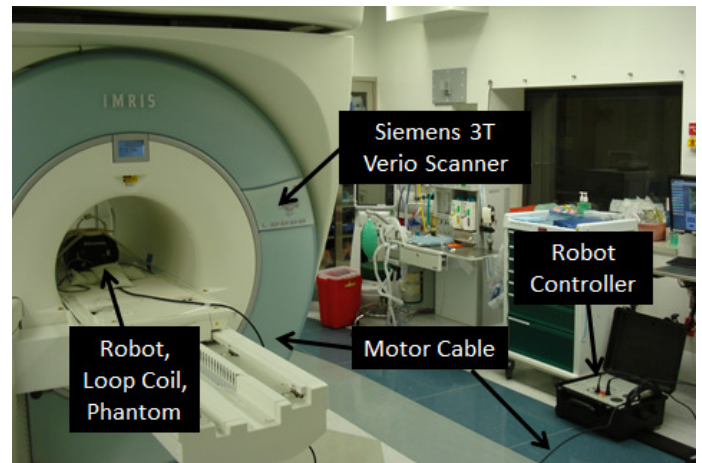 IMRIS
Siemens 3T
Verio Scanner
Robot
Controller
Robot,
Loop Coil,
Phantom
Motor Cable